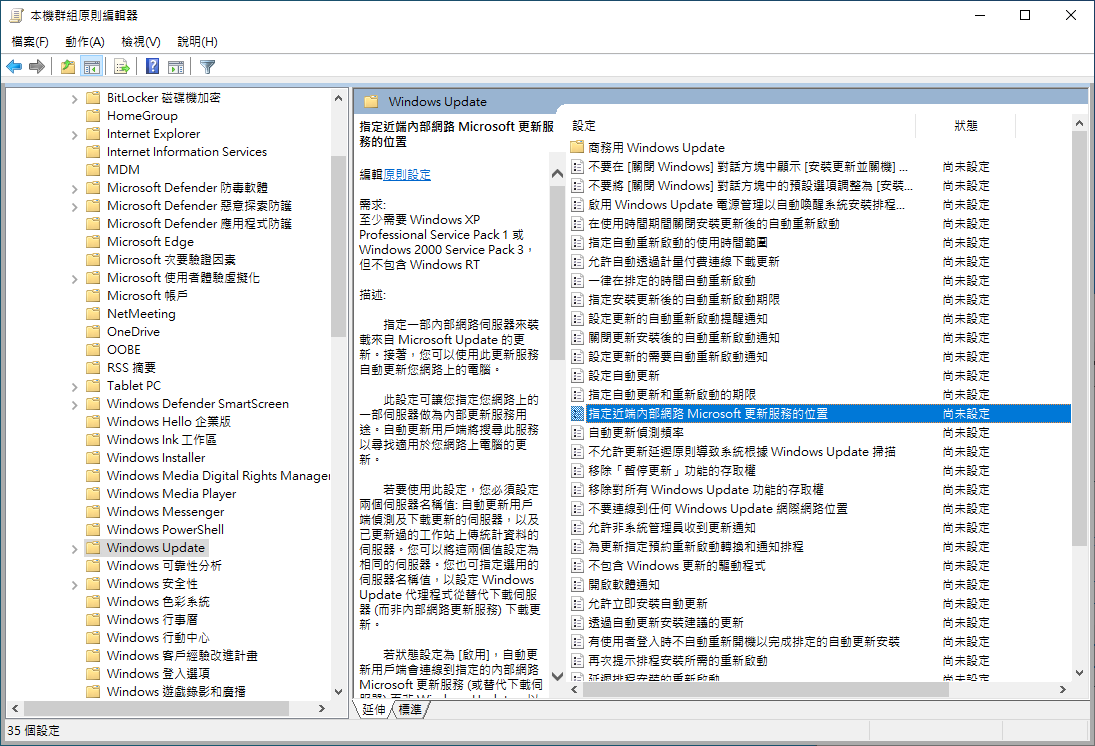 本機群組原則編輯器
檔案(F) 動作(A) 檢視(V) 說明(H)
BitLocker 磁碟機加密
HomeGroup
Internet Explorer
Internet Information Services
MDM
Microsoft Defender 防毒軟體
Microsoft Defender 惡意探索防護
Microsoft Defender 應用程式防護
Microsoft Edge
Microsoft 次要驗證因素
Microsoft 使用者體驗虛擬化
Microsoft 帳戶
NetMeeting
OneDrive
OOBE
RSS 摘要
Tablet PC
Windows Defender SmartScreen
Windows Hello 企業版
Windows Ink 工作區
Windows Installer
Windows Media Digital Rights Manager
Windows Media Player
Windows Messenger
Windows PowerShell
Windows Update
Windows 可靠性分析
Windows 安全性
Windows 色彩系統
Windows 行事曆
Windows 行動中心
Windows 客戶經驗改進計畫
Windows 登入選項
Windows 遊戲錄影和廣播
Windows Update
指定近端內部網路 Microsoft 更新服
務的位置
編輯原則設定
需求:
至少需要 Windows XP
Professional Service Pack 1 或
Windows 2000 Service Pack 3，
但不包含 Windows RT
描述:
指定一部內部網路伺服器來裝
載來自 Microsoft Update 的更
新。接著，您可以使用此更新服務
自動更新您網路上的電腦。
此設定可讓您指定您網路上的
一部伺服器做為內部更新服務用
途。自動更新用戶端將搜尋此服務
以尋找適用於您網路上電腦的更
新。
若要使用此設定，您必須設定
兩個伺服器名稱值: 自動更新用戶
端偵測及下載更新的伺服器，以及
已更新過的工作站上傳統計資料的
伺服器。您可以將這兩個值設定為
相同的伺服器。您也可指定選用的
伺服器名稱值，以設定 Windows
Update 代理程式從替代下載伺服
器 (而非內部網路更新服務) 下載更
新。
若狀態設定為 [啟用]，自動更
新用戶端會連線到指定的內部網路
Microsoft 更新服務 (或替代下載伺
服器) 而非 Windows Update，以
設定 狀態
商務用 Windows Update
不要在 [關閉 Windows] 對話方塊中顯示 [安裝更新並關機] ... 尚未設定
不要將 [關閉 Windows] 對話方塊中的預設選項調整為 [安裝... 尚未設定
啟用 Windows Update 電源管理以自動喚醒系統安裝排程... 尚未設定
在使用時間期間關閉安裝更新後的自動重新啟動 尚未設定
指定自動重新啟動的使用時間範圍 尚未設定
允許自動透過計量付費連線下載更新 尚未設定
一律在排定的時間自動重新啟動 尚未設定
指定安裝更新後的自動重新啟動期限 尚未設定
設定更新的自動重新啟動提醒通知 尚未設定
關閉更新安裝後的自動重新啟動通知 尚未設定
設定更新的需要自動重新啟動通知 尚未設定
設定自動更新 尚未設定
指定自動更新和重新啟動的期限 尚未設定
指定近端內部網路 Microsoft 更新服務的位置 尚未設定
自動更新偵測頻率 尚未設定
不允許更新延遲原則導致系統根據 Windows Update 掃描 尚未設定
移除「暫停更新」功能的存取權 尚未設定
移除對所有 Windows Update 功能的存取權 尚未設定
不要連線到任何 Windows Update 網際網路位置 尚未設定
允許非系統管理員收到更新通知 尚未設定
為更新指定預約重新啟動轉換和通知排程 尚未設定
不包含 Windows 更新的驅動程式 尚未設定
開啟軟體通知 尚未設定
允許立即安裝自動更新 尚未設定
透過自動更新安裝建議的更新 尚未設定
有使用者登入時不自動重新開機以完成排定的自動更新安裝 尚未設定
再次提示排程安裝所需的重新啟動 尚未設定
延遲排程安裝的重新啟動 尚未設定
延伸 標準
35 個設定